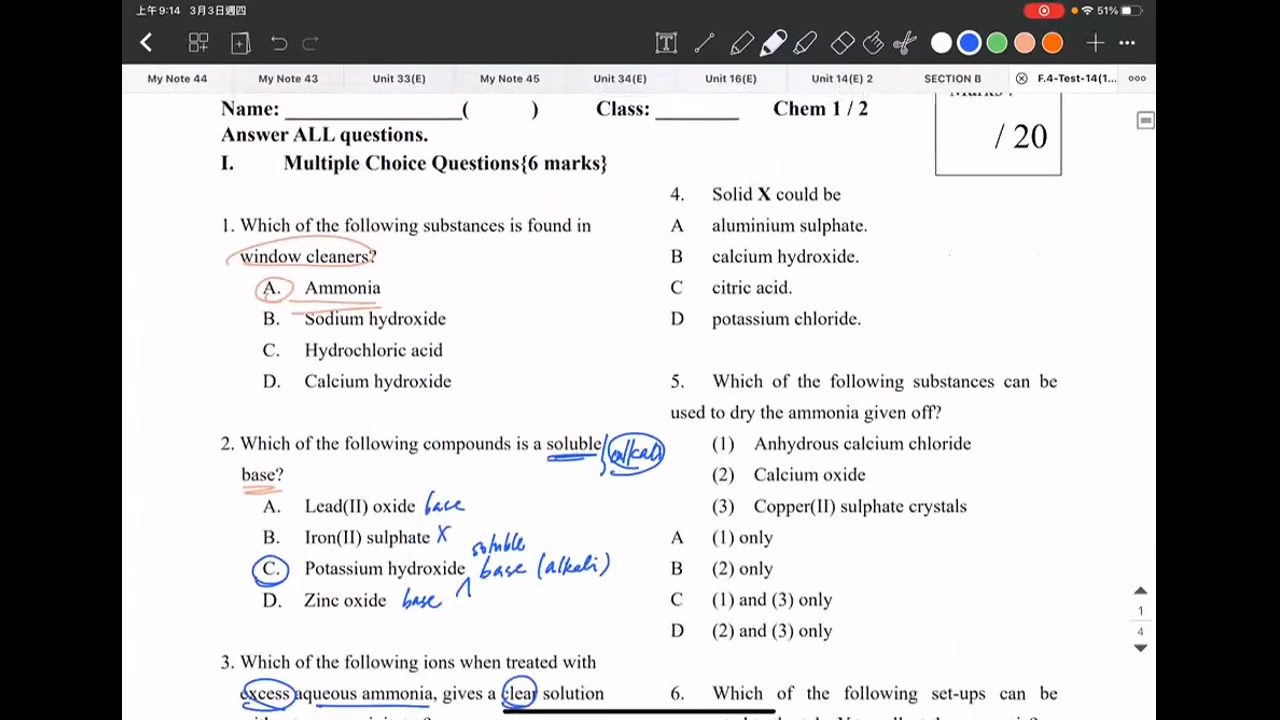 上午9:14 3月3日週四
51%
My Note 44
My Note 43
Unit 33(E)
My Note 45
Unit 34(E)
Unit 16(E)
Unit 14(E) 2
SECTION B
F.4-Test-14(1...
Name: ( ) Class: Chem 1 / 2
Answer ALL questions.
/ 20
I. Multiple Choice Questions{6 marks}
1. Which of the following substances is found in
window cleaners?
A. Ammonia
B. Sodium hydroxide
C. Hydrochloric acid
D. Calcium hydroxide
2. Which of the following compounds is a soluble alkali
base?
A. Lead(II) oxide base
B. Iron(II) sulphate X
soluble
C. Potassium hydroxide base (alkali)
D. Zinc oxide base
3. Which of the following ions when treated with
excess aqueous ammonia, gives a clear solution
4. Solid X could be
A aluminium sulphate.
B calcium hydroxide.
C citric acid.
D potassium chloride.
5. Which of the following substances can be
used to dry the ammonia given off?
(1) Anhydrous calcium chloride
(2) Calcium oxide
(3) Copper(II) sulphate crystals
A (1) only
B (2) only
C (1) and (3) only
D (2) and (3) only
6. Which of the following set-ups can be
1
4